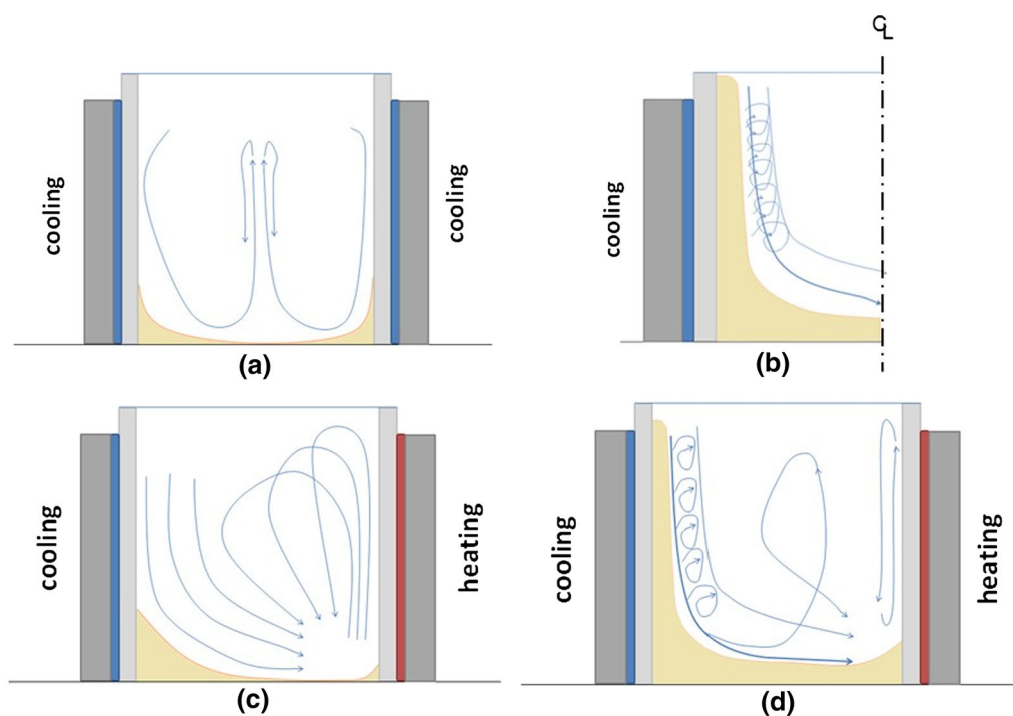 ℄
cooling
cooling
cooling
(a)
(b)
cooling
heating
cooling
heating
(c)
(d)